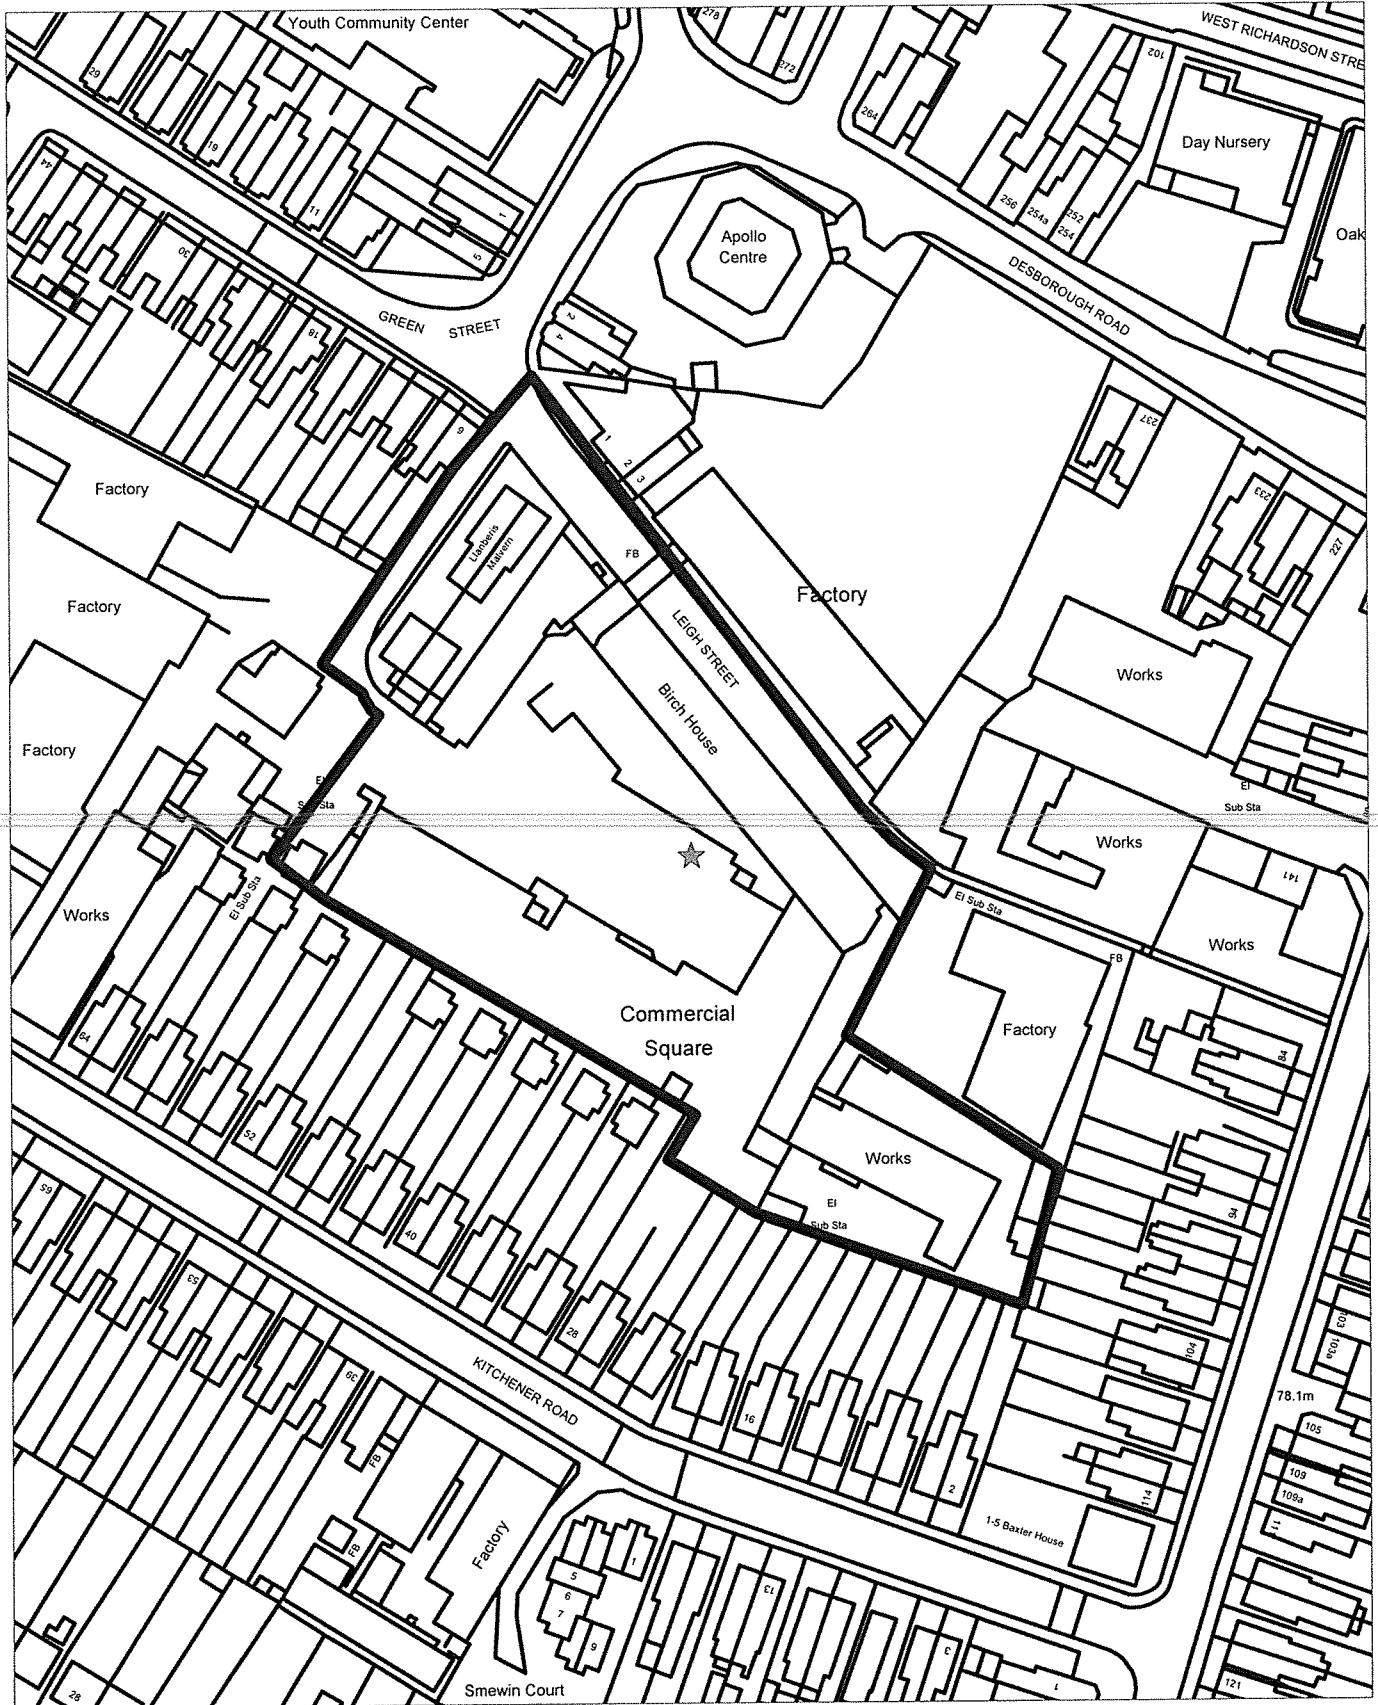 Youth Community Center
WEST RICHARDSON STRE
278
272
102
29
264
Day Nursery
19
44
11
1
256
254a
252
254
Oak
Apollo
Centre
5
30
DESBOROUGH ROAD
GREEN STREET
18
2
4
6
1
2
3
237
Factory
233
227
Llanberis
Malvern
FB
Factory
Factory
LEIGH STREET
Works
Birch House
Factory
El
Sub Sta
El
Sub Sta
Works
141
El Sub Sta
El Sub Sta
Works
Works
FB
Commercial
Square
Factory
64
84
52
Works
El
Sub Sta
65
94
40
53
28
103
103a
104
KITCHENER ROAD
39
78.1m
16
105
FB
2
109
109a
114
11
1-5 Baxter House
Factory
FB
1
5
6
7
9
13
3
1
121
28
Smewin Court